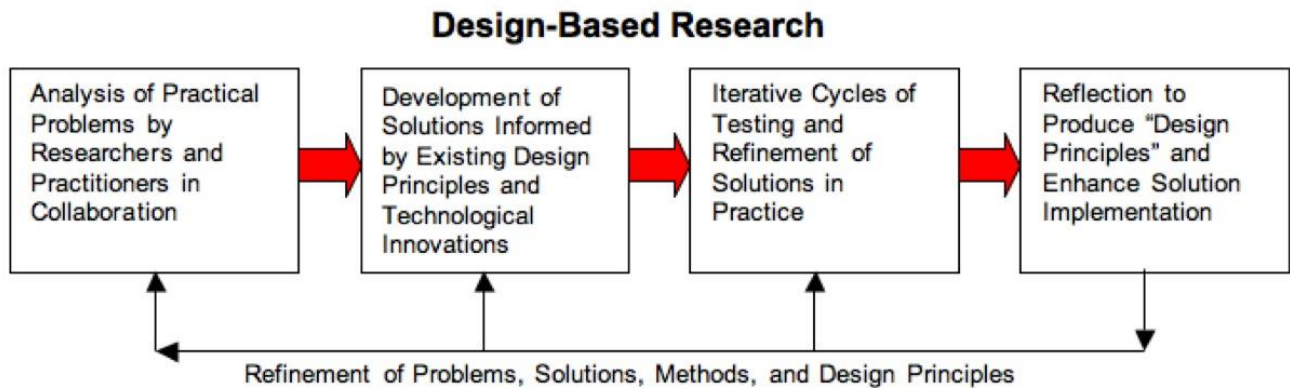 Design-Based Research
Analysis of Practical
Problems by
Researchers and
Practitioners in
Collaboration
Development of
Solutions Informed
by Existing Design
Principles and
Technological
Innovations
Iterative Cycles of
Testing and
Refinement of
Solutions in
Practice
Reflection to
Produce “Design
Principles” and
Enhance Solution
Implementation
Refinement of Problems, Solutions, Methods, and Design Principles